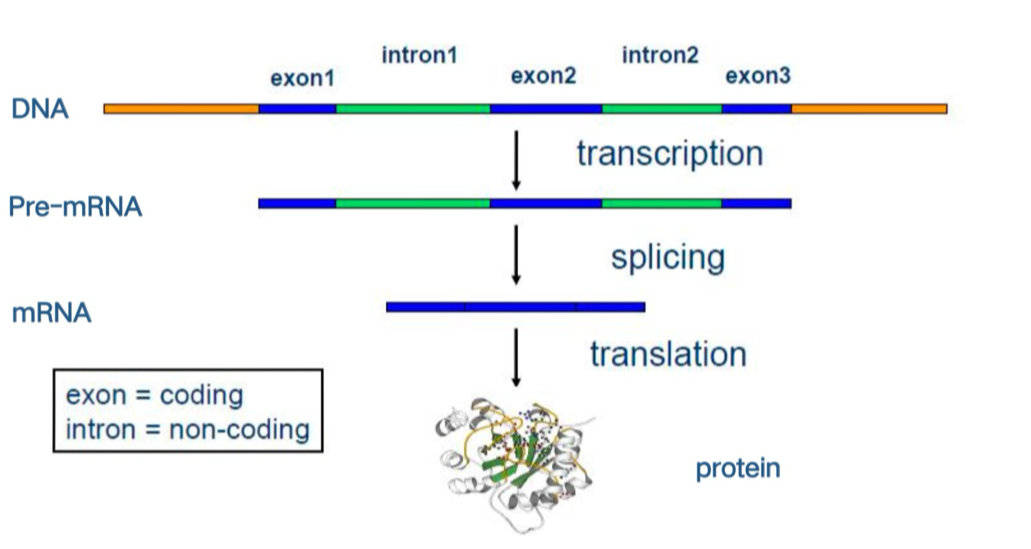 intron1
intron2
exon1
exon2
exon3
DNA
transcription
Pre-mRNA
splicing
mRNA
translation
exon = coding
intron = non-coding
protein